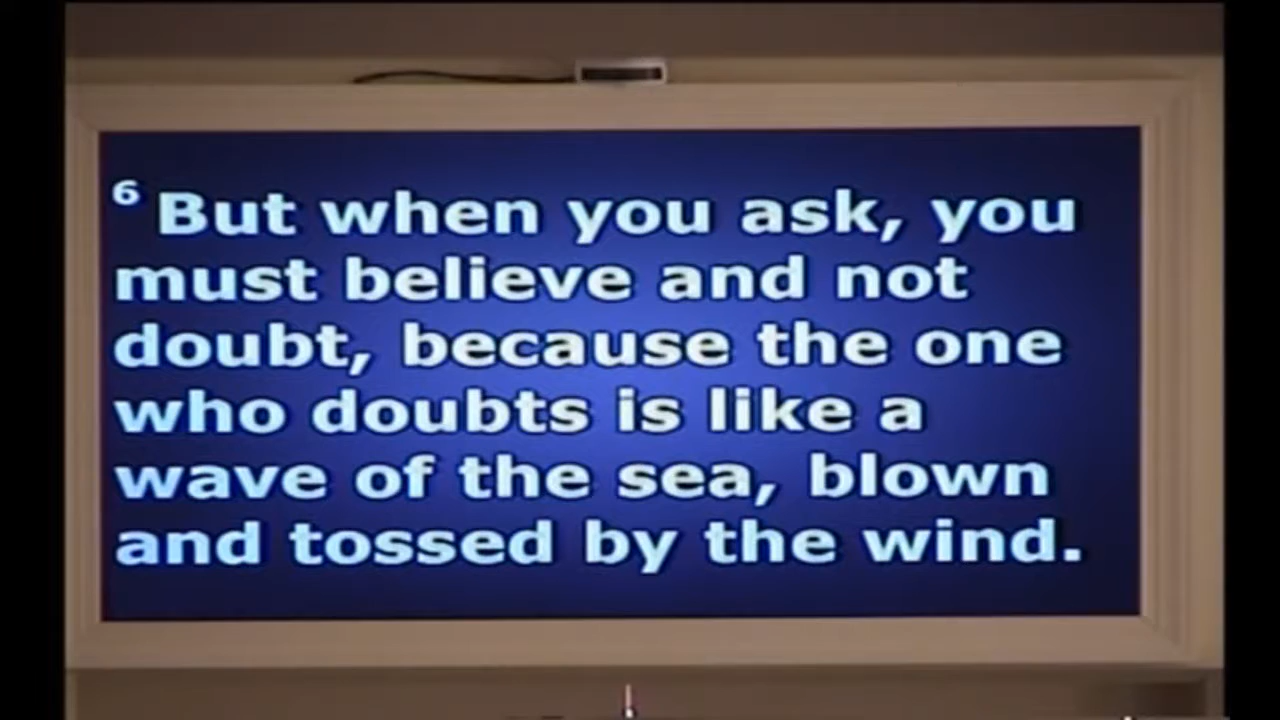 6 But when you ask, you
must believe and not
doubt, because the one
who doubts is like a
wave of the sea, blown
and tossed by the wind.